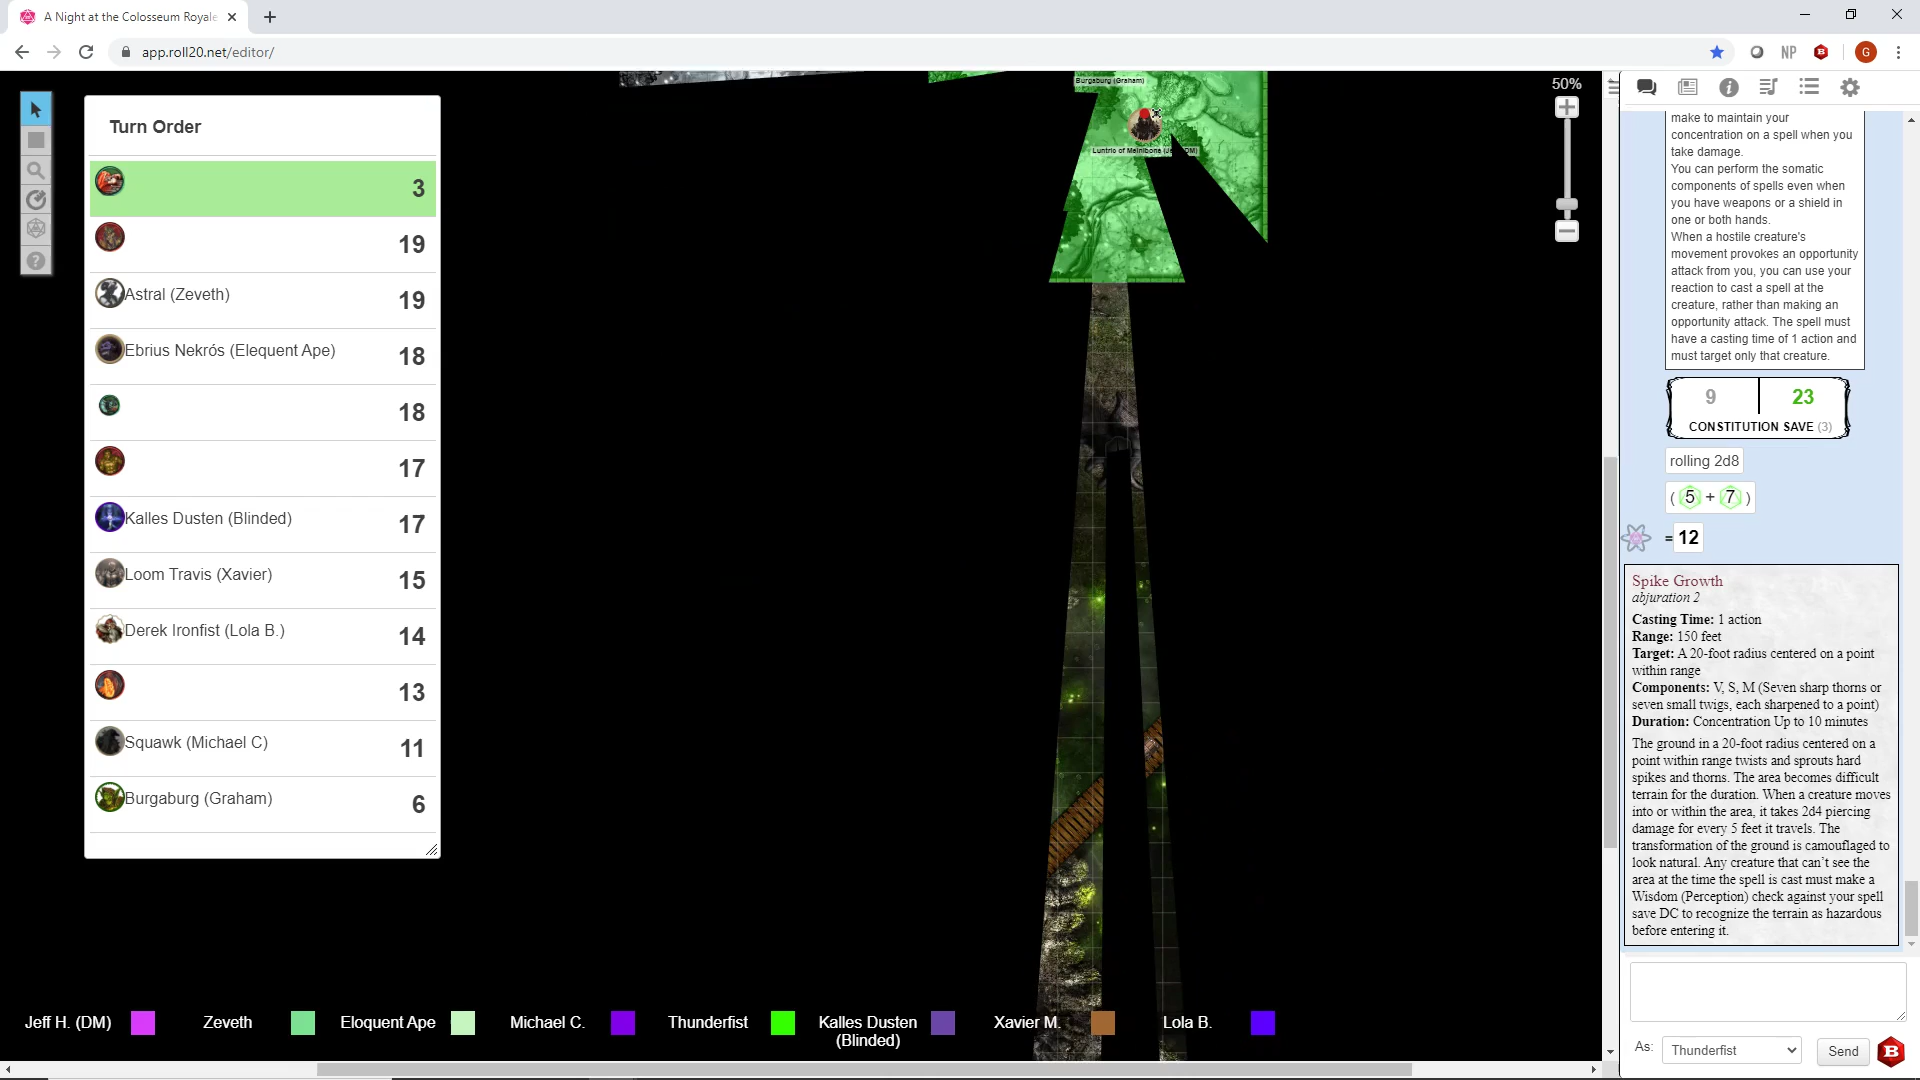 A Night at the Colosseum Royale
app.roll20.net/editor/
NP
G
Turn Order
3
19
Astral (Zeveth)
19
Ebrius Nekrós (Elequent Ape)
18
18
17
Kalles Dusten (Blinded)
17
Loom Travis (Xavier)
15
Derek Ironfist (Lola B.)
14
13
Squawk (Michael C)
11
Burgaburg (Graham)
6
Burgaburg (Graham)
50%
make to maintain your
concentration on a spell when you
take damage.
You can perform the somatic
components of spells even when
you have weapons or a shield in
one or both hands.
When a hostile creature's
movement provokes an opportunity
attack from you, you can use your
reaction to cast a spell at the
creature, rather than making an
opportunity attack. The spell must
have a casting time of 1 action and
must target only that creature.
9
23
CONSTITUTION SAVE (3)
rolling 2d8
( 5 + 7 )
= 12
Spike Growth
abjuration 2
Casting Time: 1 action
Range: 150 feet
Target: A 20-foot radius centered on a point
within range
Components: V, S, M (Seven sharp thorns or
seven small twigs, each sharpened to a point)
Duration: Concentration Up to 10 minutes
The ground in a 20-foot radius centered on a
point within range twists and sprouts hard
spikes and thorns. The area becomes difficult
terrain for the duration. When a creature moves
into or within the area, it takes 2d4 piercing
damage for every 5 feet it travels. The
transformation of the ground is camouflaged to
look natural. Any creature that can’t see the
area at the time the spell is cast must make a
Wisdom (Perception) check against your spell
save DC to recognize the terrain as hazardous
before entering it.
Jeff H. (DM)
Zeveth
Eloquent Ape
Michael C.
Thunderfist
Kalles Dusten
(Blinded)
Xavier M.
Lola B.
As:
Thunderfist
Send
B